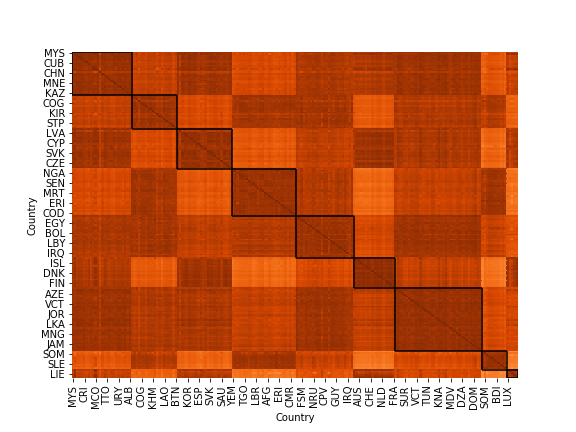 MYS
CUB
CHN
MNE
KAZ
COG
KIR
STP
LVA
CYP
SVK
CZE
NGA
SEN
MRT
ERI
COD
EGY
BOL
LBY
IRQ
ISL
DNK
FIN
AZE
VCT
JOR
LKA
MNG
JAM
SOM
SLE
LIE
Country
MYS CRI MCO TTO URY ALB COG KHM LAO BTN KOR ESP SVK SAU YEM TGO LBR AFG ERI CMR FSM NRU CPV GUY IRQ AUS CHE NLD FRA SUR VCT TUN KNA MDV DZA DOM SOM BDI LUX
Country